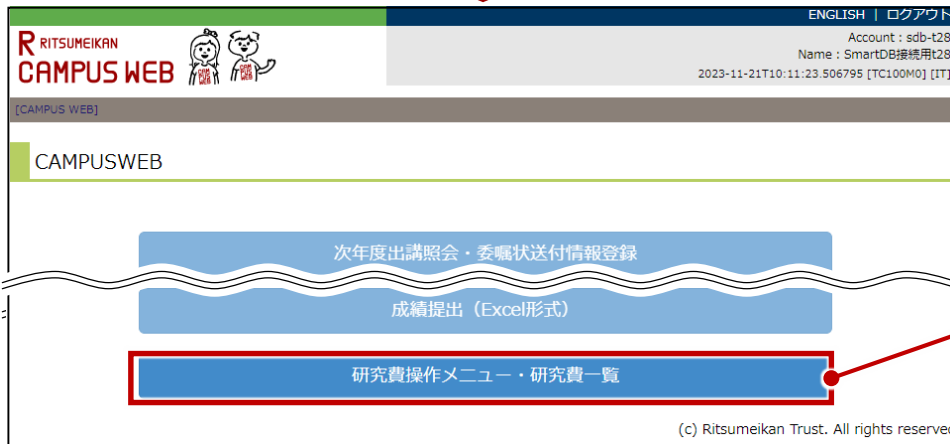 ENGLISH | ログアウト
R RITSUMEIKAN
CAMPUS WEB
Account : sdb-t28
Name : SmartDB接続用t28
2023-11-21T10:11:23.506795 [TC100M0] [IT]
[CAMPUS WEB]
CAMPUSWEB
次年度出講照会・委嘱状送付情報登録
成績提出（Excel形式）
研究費操作メニュー・研究費一覧
(c) Ritsumeikan Trust. All rights reserved